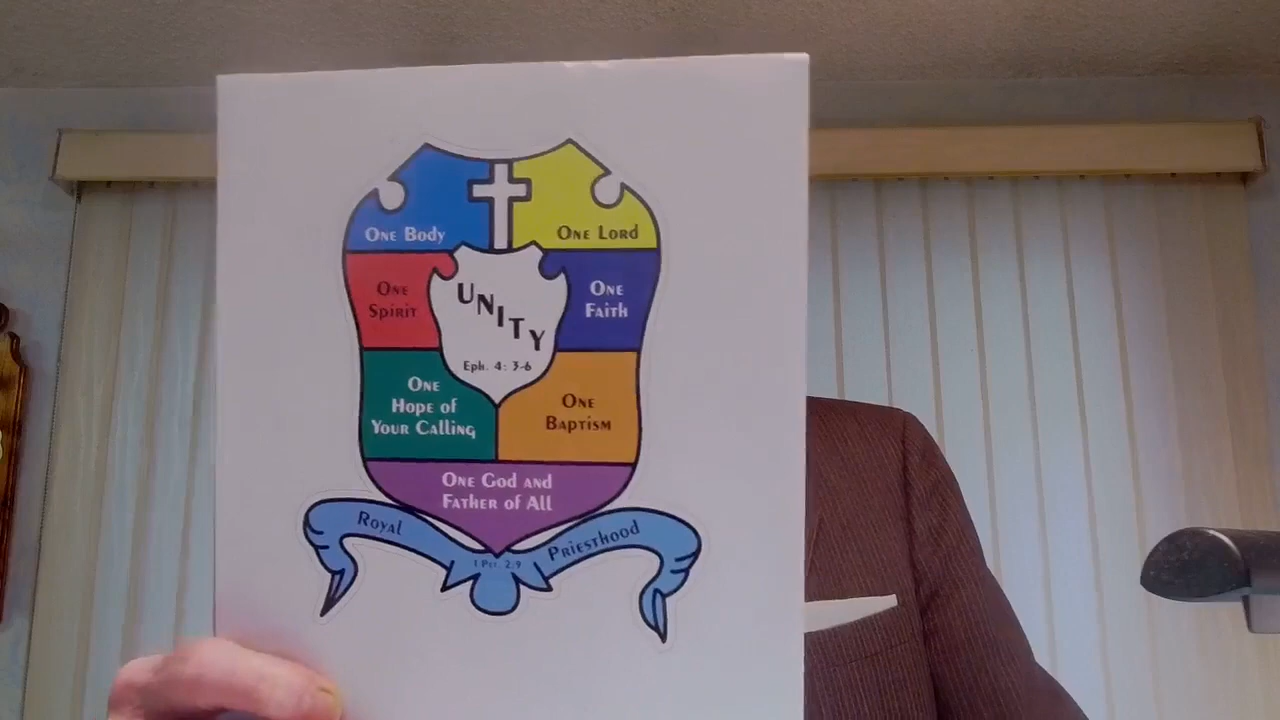 One Body
One Lord
One
Spirit
UNITY
Eph. 4: 3-6
One
Faith
One
Hope of
Your Calling
One
Baptism
One God and
Father of All
Royal
Priesthood
1 Pet. 2:9